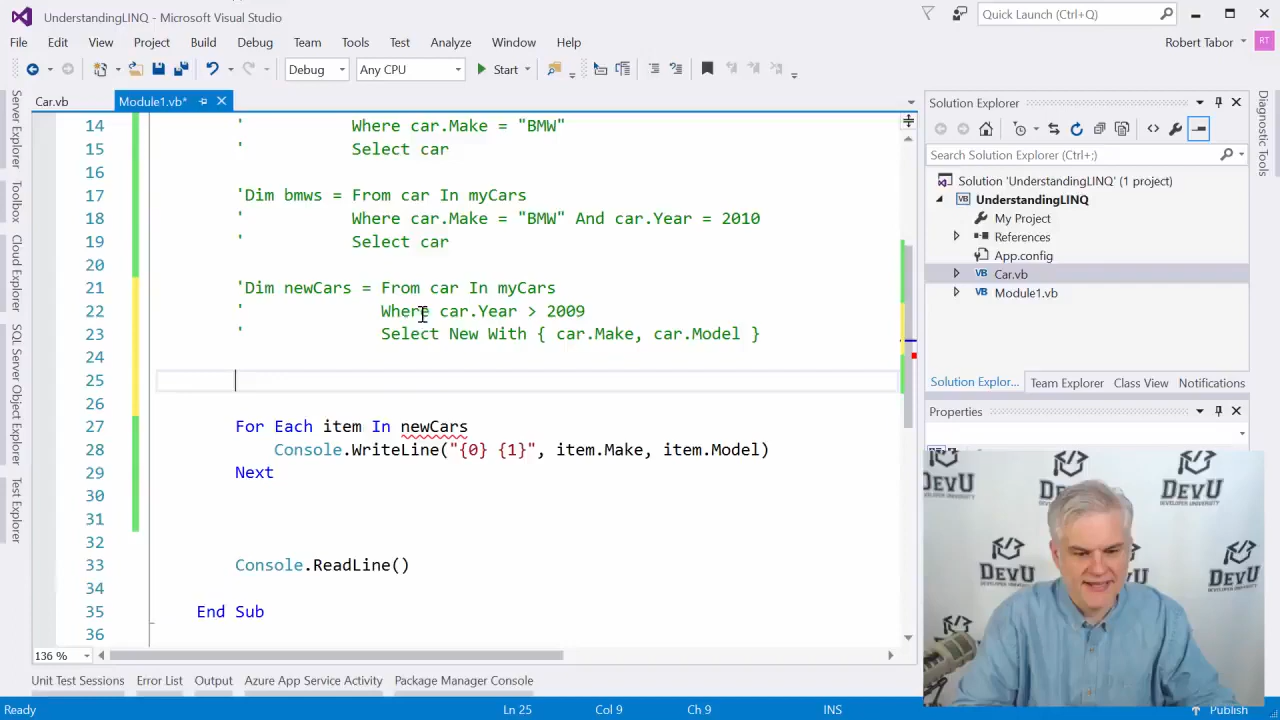 UnderstandingLINQ - Microsoft Visual Studio
Quick Launch (Ctrl+Q)
File Edit View Project Build Debug Team Tools Test Analyze Window Help
Robert Tabor RT
Debug Any CPU Start
Car.vb Module1.vb*
Server Explorer
Toolbox
Cloud Explorer
SQL Server Object Explorer
Test Explorer
14 ' Where car.Make = "BMW"
15 ' Select car
16
17 'Dim bmws = From car In myCars
18 ' Where car.Make = "BMW" And car.Year = 2010
19 ' Select car
20
21 'Dim newCars = From car In myCars
22 ' Where car.Year > 2009
23 ' Select New With { car.Make, car.Model }
24
25
26
27 For Each item In newCars
28 Console.WriteLine("{0} {1}", item.Make, item.Model)
29 Next
30
31
32
33 Console.ReadLine()
34
35 End Sub
36
136 %
Solution Explorer
Search Solution Explorer (Ctrl+;)
Solution 'UnderstandingLINQ' (1 project)
UnderstandingLINQ
My Project
References
App.config
Car.vb
Module1.vb
Solution Explor... Team Explorer Class View Notifications
Properties
Diagnostic Tools
DevU
DEVELOPER UNIVERSITY
DevU
DEVELOPER UNIVERSITY
DevU
DEVELOPER UNIVERSITY
Unit Test Sessions Error List Output Azure App Service Activity Package Manager Console
Ready Ln 25 Col 9 Ch 9 INS Publish